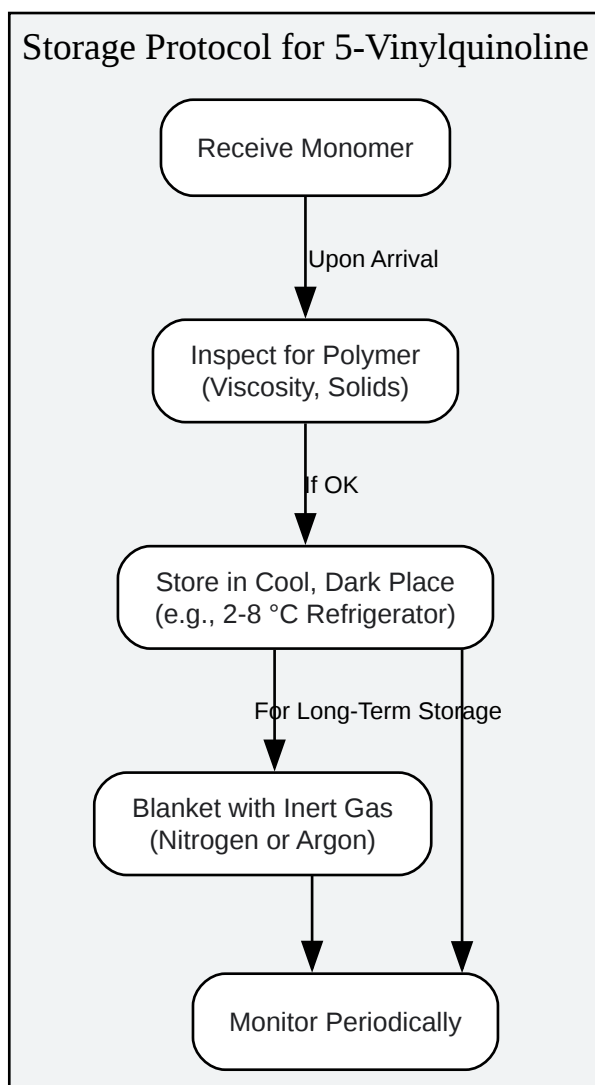 Storage Protocol for 5-Vinylquinoline
Receive Monomer
Upon Arrival
Inspect for Polymer
(Viscosity, Solids)
If OK
Store in Cool, Dark Place
(e.g., 2-8 °C Refrigerator)
For Long-Term Storage
Blanket with Inert Gas
(Nitrogen or Argon)
Monitor Periodically